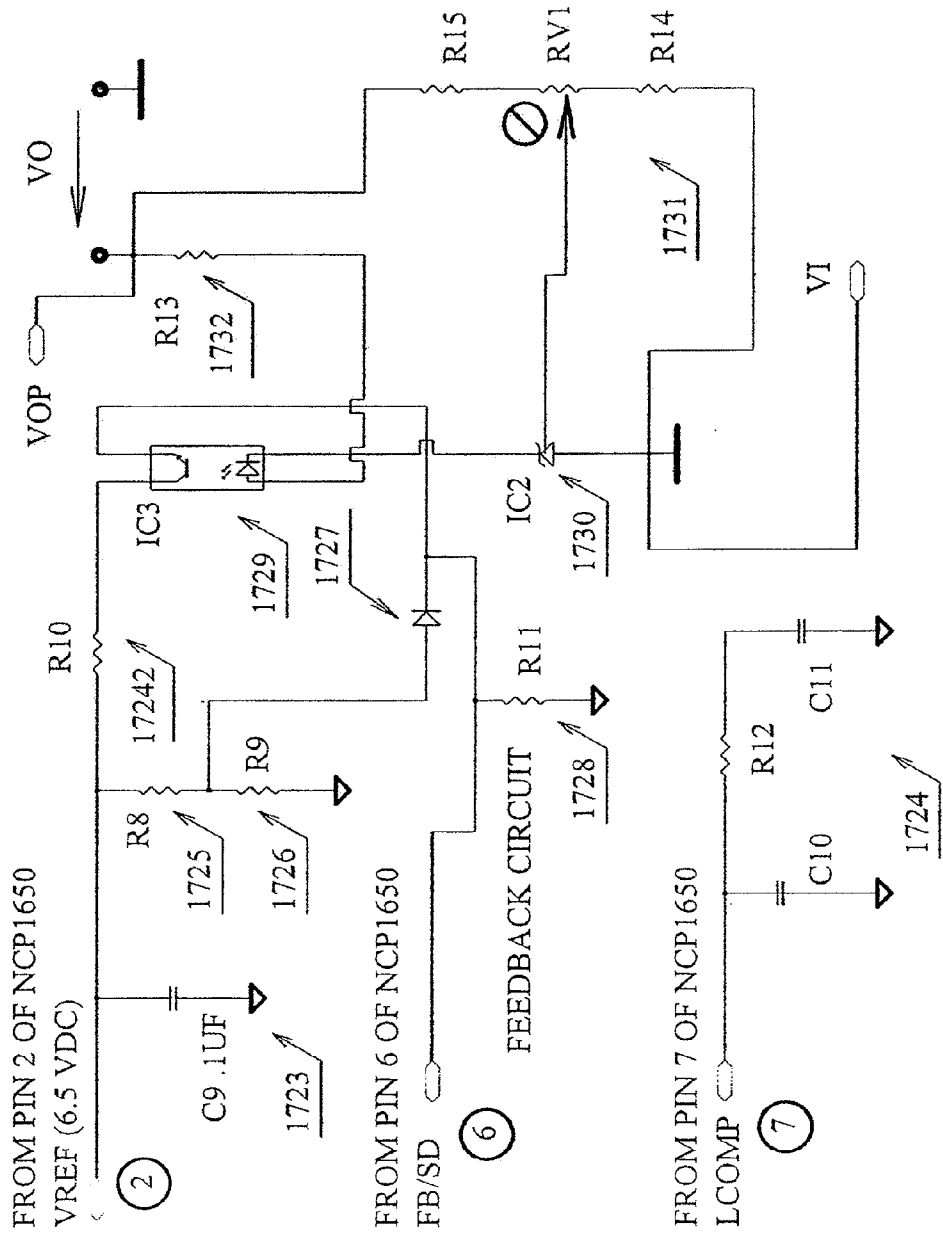 FROM PIN 2 OF NCP1650
VREF (6.5 VDC)
2
C9 .1UF
1723
R8
1725
R9
1726
R10
17242
IC3
1729
1727
VOP
VO
R13
1732
R15
RV1
R14
1731
IC2
1730
VI
FROM PIN 6 OF NCP1650
FB/SD
6
FEEDBACK CIRCUIT
R11
1728
FROM PIN 7 OF NCP1650
LCOMP
7
C10
R12
C11
1724